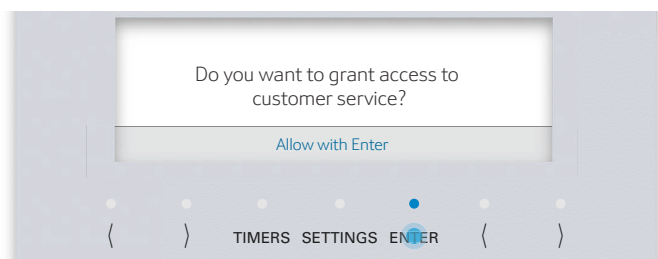 Do you want to grant access to
customer service?
Allow with Enter
⟨ ⟩ TIMERS SETTINGS ENTER ⟨ ⟩